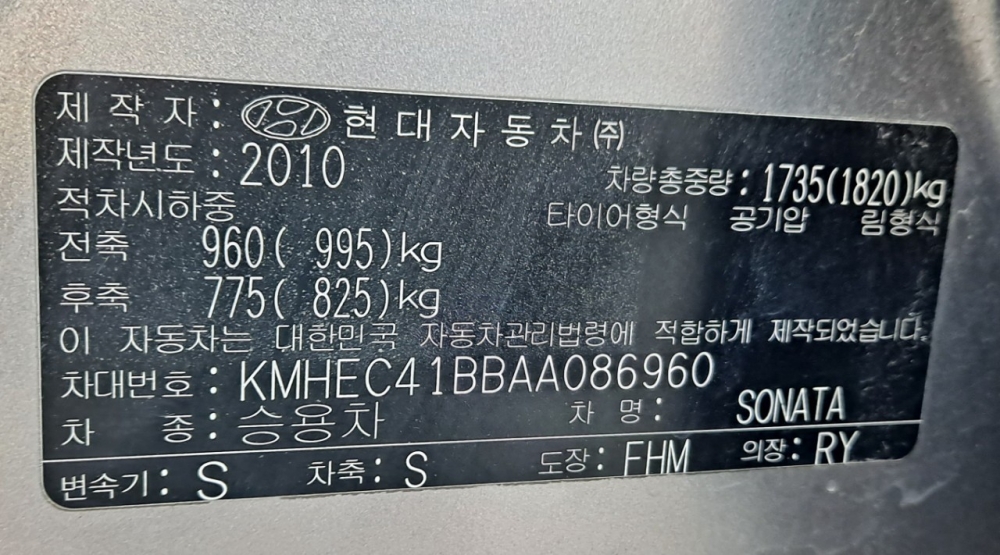 제 작 자 : 현 대 자 동 차 ㈜
제작년도 : 2010
차량총중량 : 1735(1820)kg
적차시하중
타이어형식 공기압 림형식
전축 960( 995)kg
후축 775( 825)kg
이 자동차는 대한민국 자동차관리법령에 적합하게 제작되었습니다.
차대번호 : KMHEC41BBAA086960
차 종 : 승용차 차 명 : SONATA
변속기 : S 차축 : S 도장 : FHM 의장 : RY